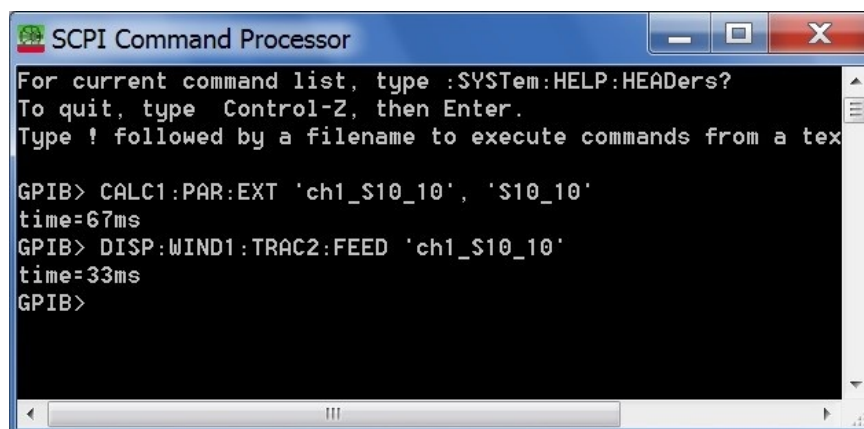 SCPI Command Processor
For current command list, type :SYSTem:HELP:HEADers?
To quit, type Control-Z, then Enter.
Type ! followed by a filename to execute commands from a tex
GPIB> CALC1:PAR:EXT 'ch1_S10_10', 'S10_10'
time=67ms
GPIB> DISP:WIND1:TRAC2:FEED 'ch1_S10_10'
time=33ms
GPIB>